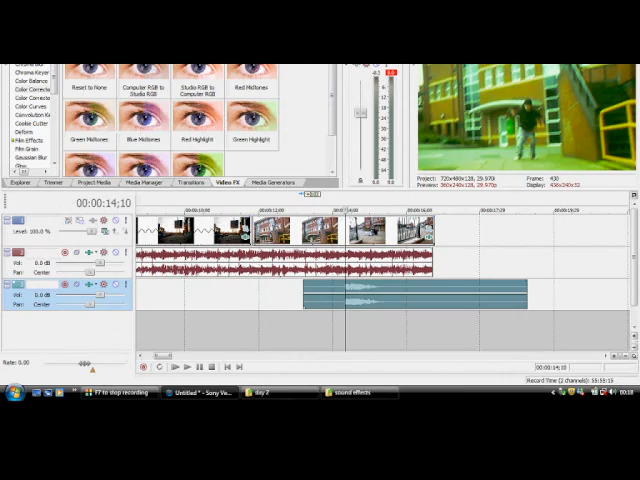 Chroma Keyer
Color Balance
Color Correcto
Color Correcto
Color Curves
Convolution Ke
Cookie Cutter
Deform
Film Effects
Film Grain
Gaussian Blur
Reset to None
Computer RGB to Studio RGB
Studio RGB to Computer RGB
Red Midtones
Green Midtones
Blue Midtones
Red Highlight
Green Highlight
Explorer
Trimmer
Project Media
Media Manager
Transitions
Video FX
Media Generators
Project: 720x480x128, 29.970i
Frame: 430
Preview: 360x240x128, 29.970p
Display:
00:00:14;10
Level: 100.0 %
Vol: 0.0 dB
Pan: Center
Vol: 0.0 dB
Pan: Center
Rate: 0.00
00:00:14;10
Record Time (2 channels): 55:55:15
F7 to stop recording
Untitled * - Sony Ve...
day 2
sound effects